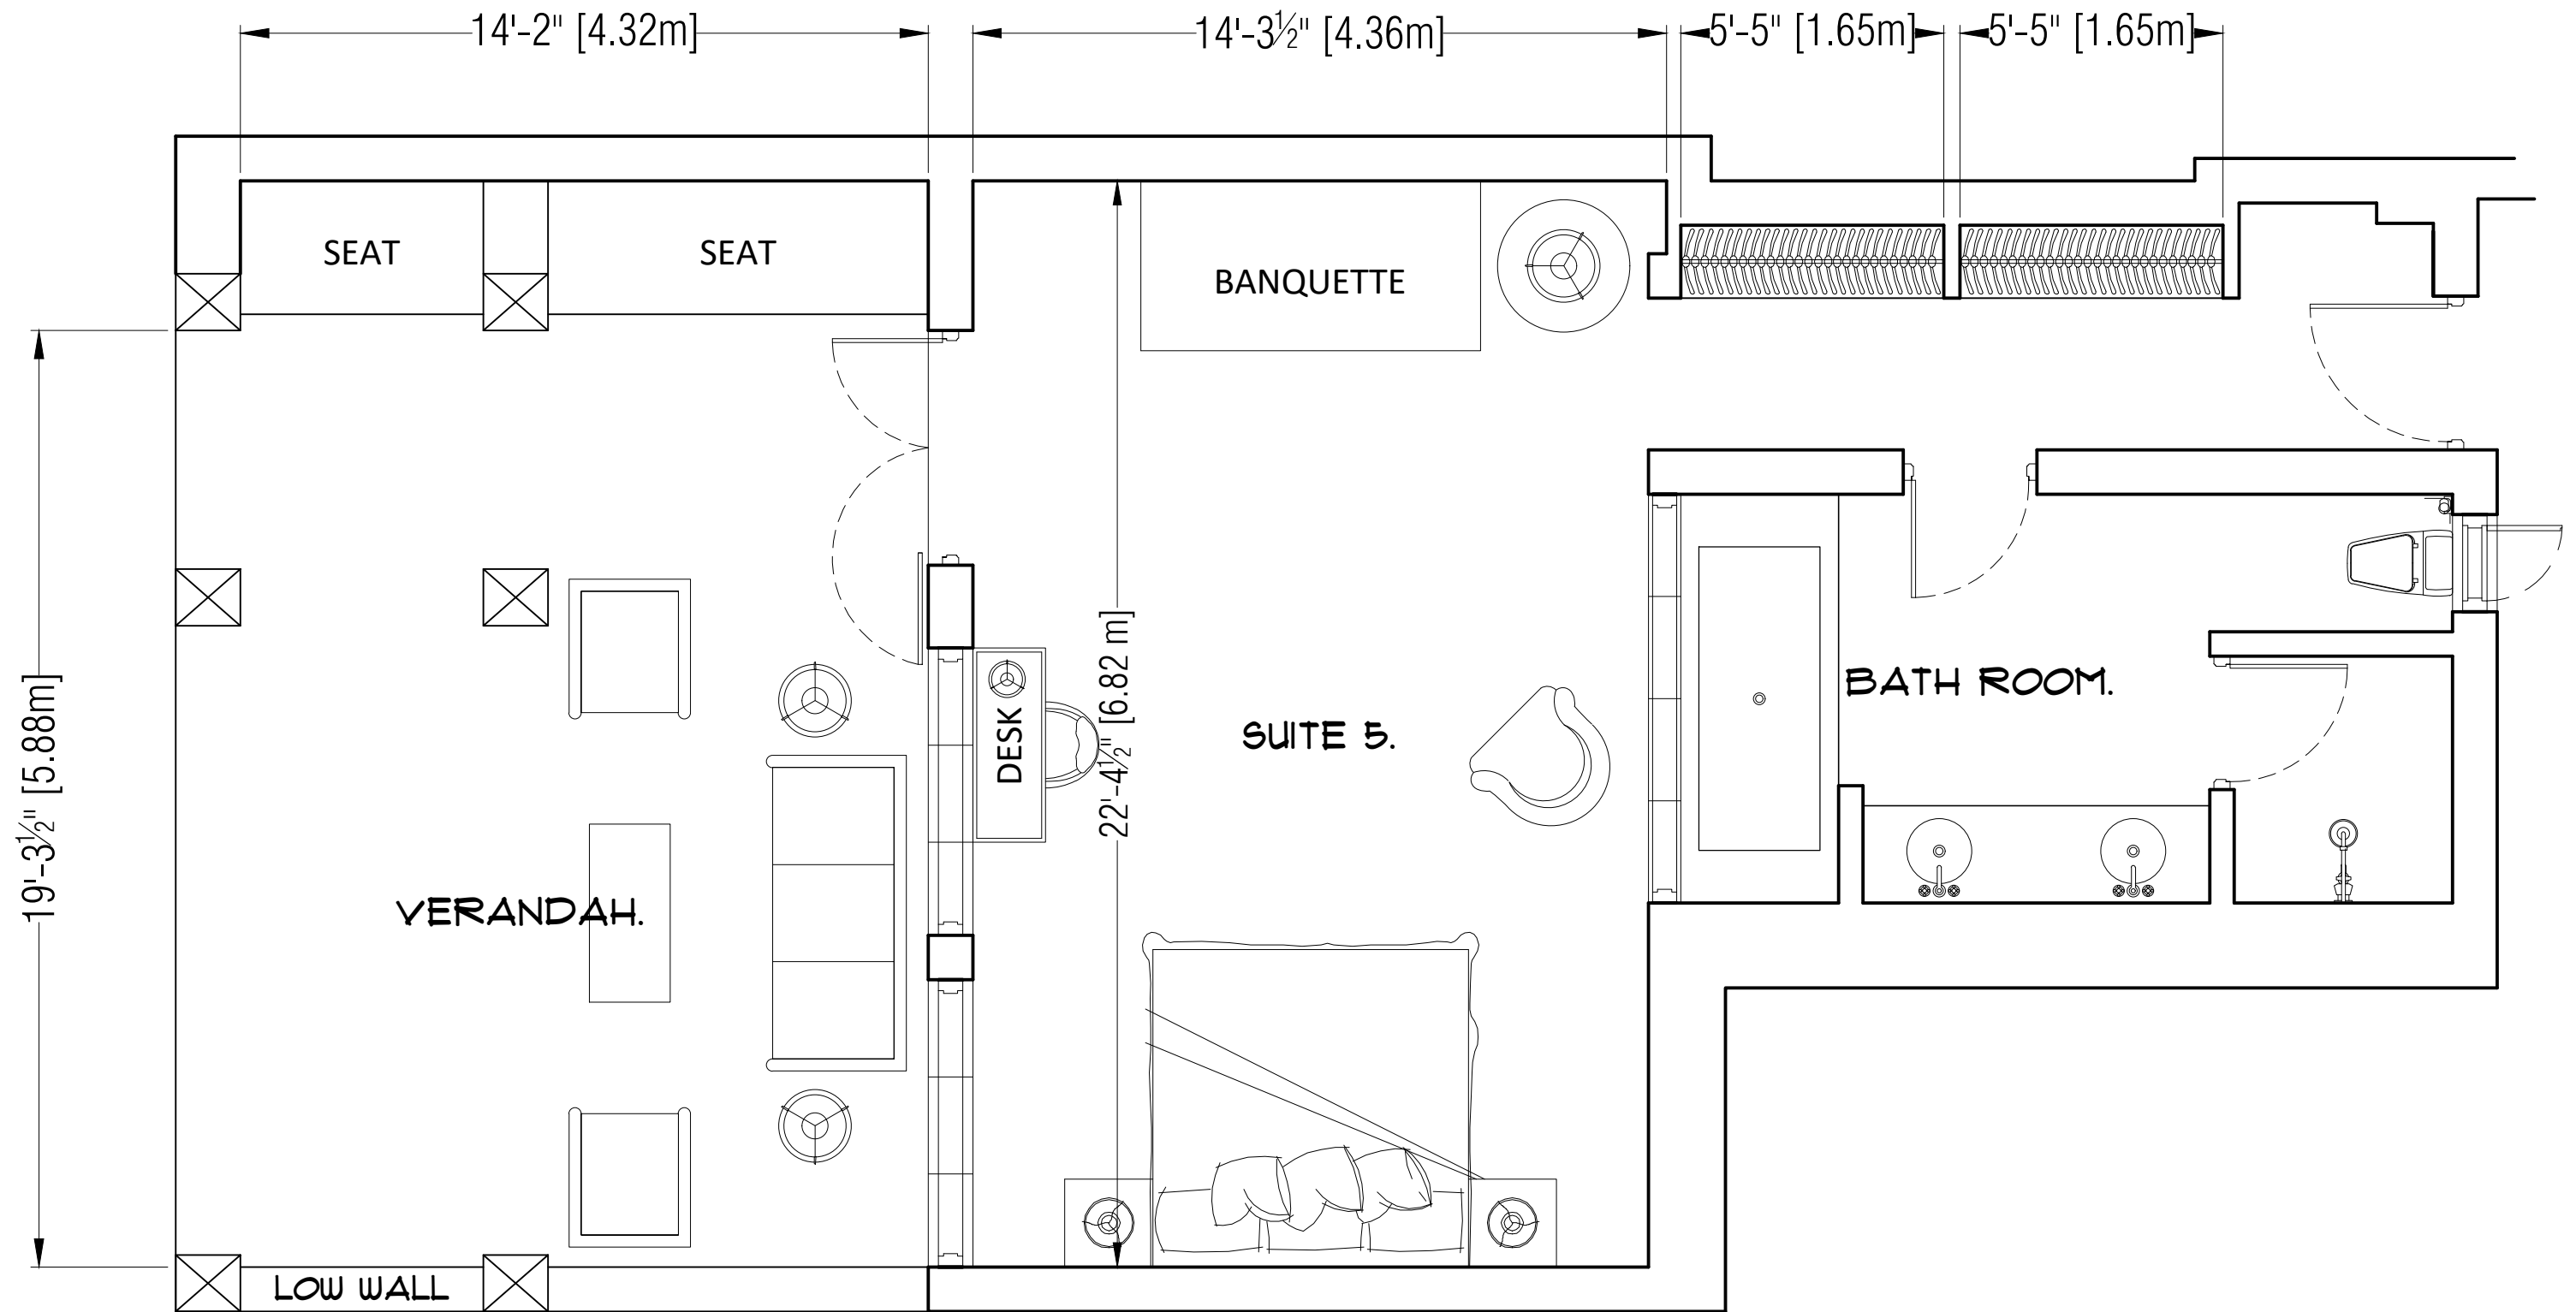 14'-2" [4.32m]
14'-3½" [4.36m]
5'-5" [1.65m]
5'-5" [1.65m]
SEAT
SEAT
BANQUETTE
19'-3½" [5.88m]
22'-4½" [6.82 m]
DESK
SUITE 5.
BATH ROOM.
VERANDAH.
LOW WALL